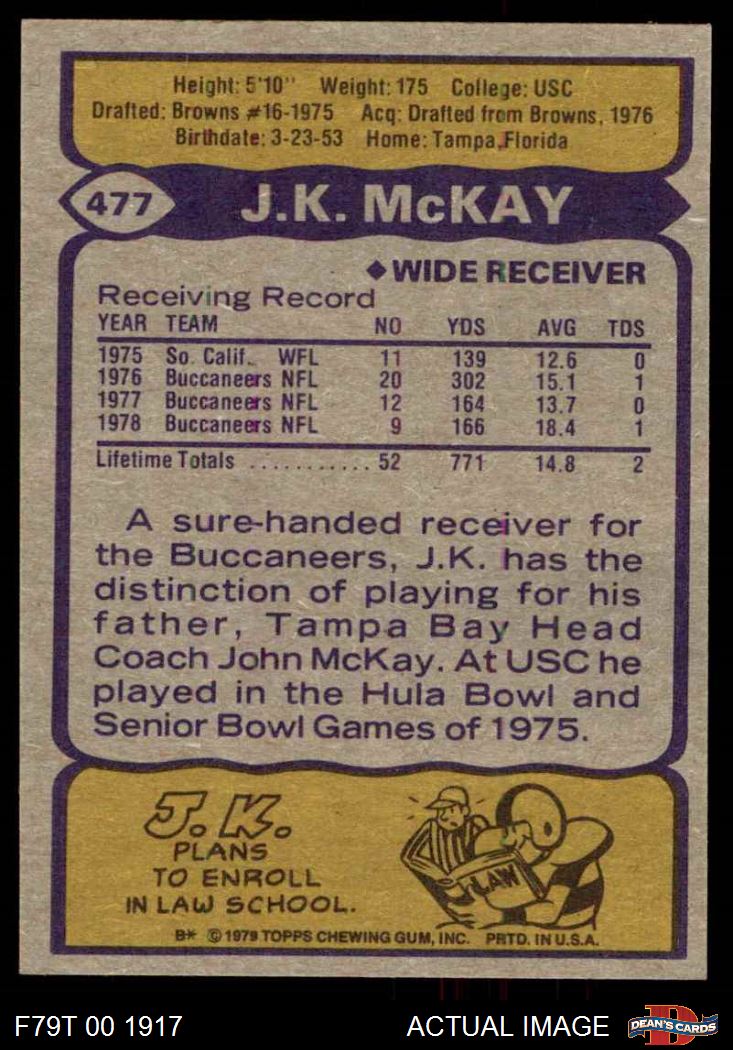 Height: 5'10" Weight: 175 College: USC
Drafted: Browns #16-1975 Acq: Drafted from Browns, 1976
Birthdate: 3-23-53 Home: Tampa, Florida
477 J.K. McKAY
◆WIDE RECEIVER
Receiving Record
YEAR TEAM NO YDS AVG TDS
1975 So. Calif. WFL 11 139 12.6 0
1976 Buccaneers NFL 20 302 15.1 1
1977 Buccaneers NFL 12 164 13.7 0
1978 Buccaneers NFL 9 166 18.4 1
Lifetime Totals ........... 52 771 14.8 2
A sure-handed receiver for
the Buccaneers, J.K. has the
distinction of playing for his
father, Tampa Bay Head
Coach John McKay. At USC he
played in the Hula Bowl and
Senior Bowl Games of 1975.
J.K.
PLANS
TO ENROLL
IN LAW SCHOOL.
LAW
B* © 1979 TOPPS CHEWING GUM, INC. PRTD. IN U.S.A.
F79T 00 1917 ACTUAL IMAGE D DEAN'S CARDS